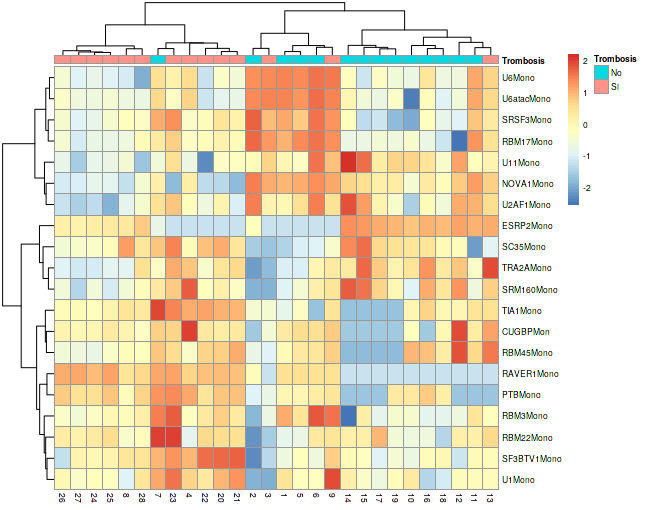 Trombosis
U6Mono
U6atacMono
SRSF3Mono
RBM17Mono
U11Mono
NOVA1Mono
U2AF1Mono
ESRP2Mono
SC35Mono
TRA2AMono
SRM160Mono
TIA1Mono
CUGBPMon
RBM45Mono
RAVER1Mono
PTBMono
RBM3Mono
RBM22Mono
SF3BTV1Mono
U1Mono
26 27 24 25 8 28 7 23 4 22 20 21 2 3 1 5 6 9 14 15 17 19 10 16 18 12 11 13
2
1
0
-1
-2
Trombosis
No
SI